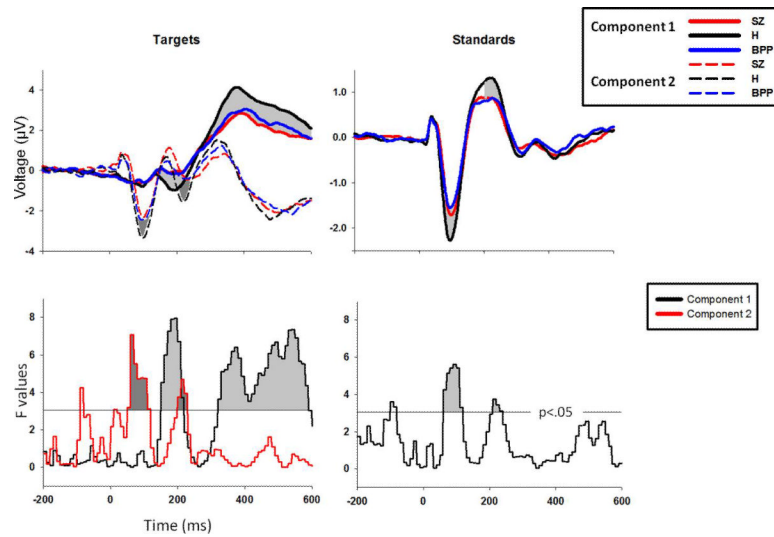 Targets
Standards
Component 1
SZ
H
BPP
Component 2
SZ
H
BPP
Voltage (µV)
4
2
0
-2
-4
1.0
0.0
-1.0
-2.0
Component 1
Component 2
F values
8
6
4
2
0
8
6
4
2
0
p<.05
-200
0
200
400
600
-200
0
200
400
600
Time (ms)